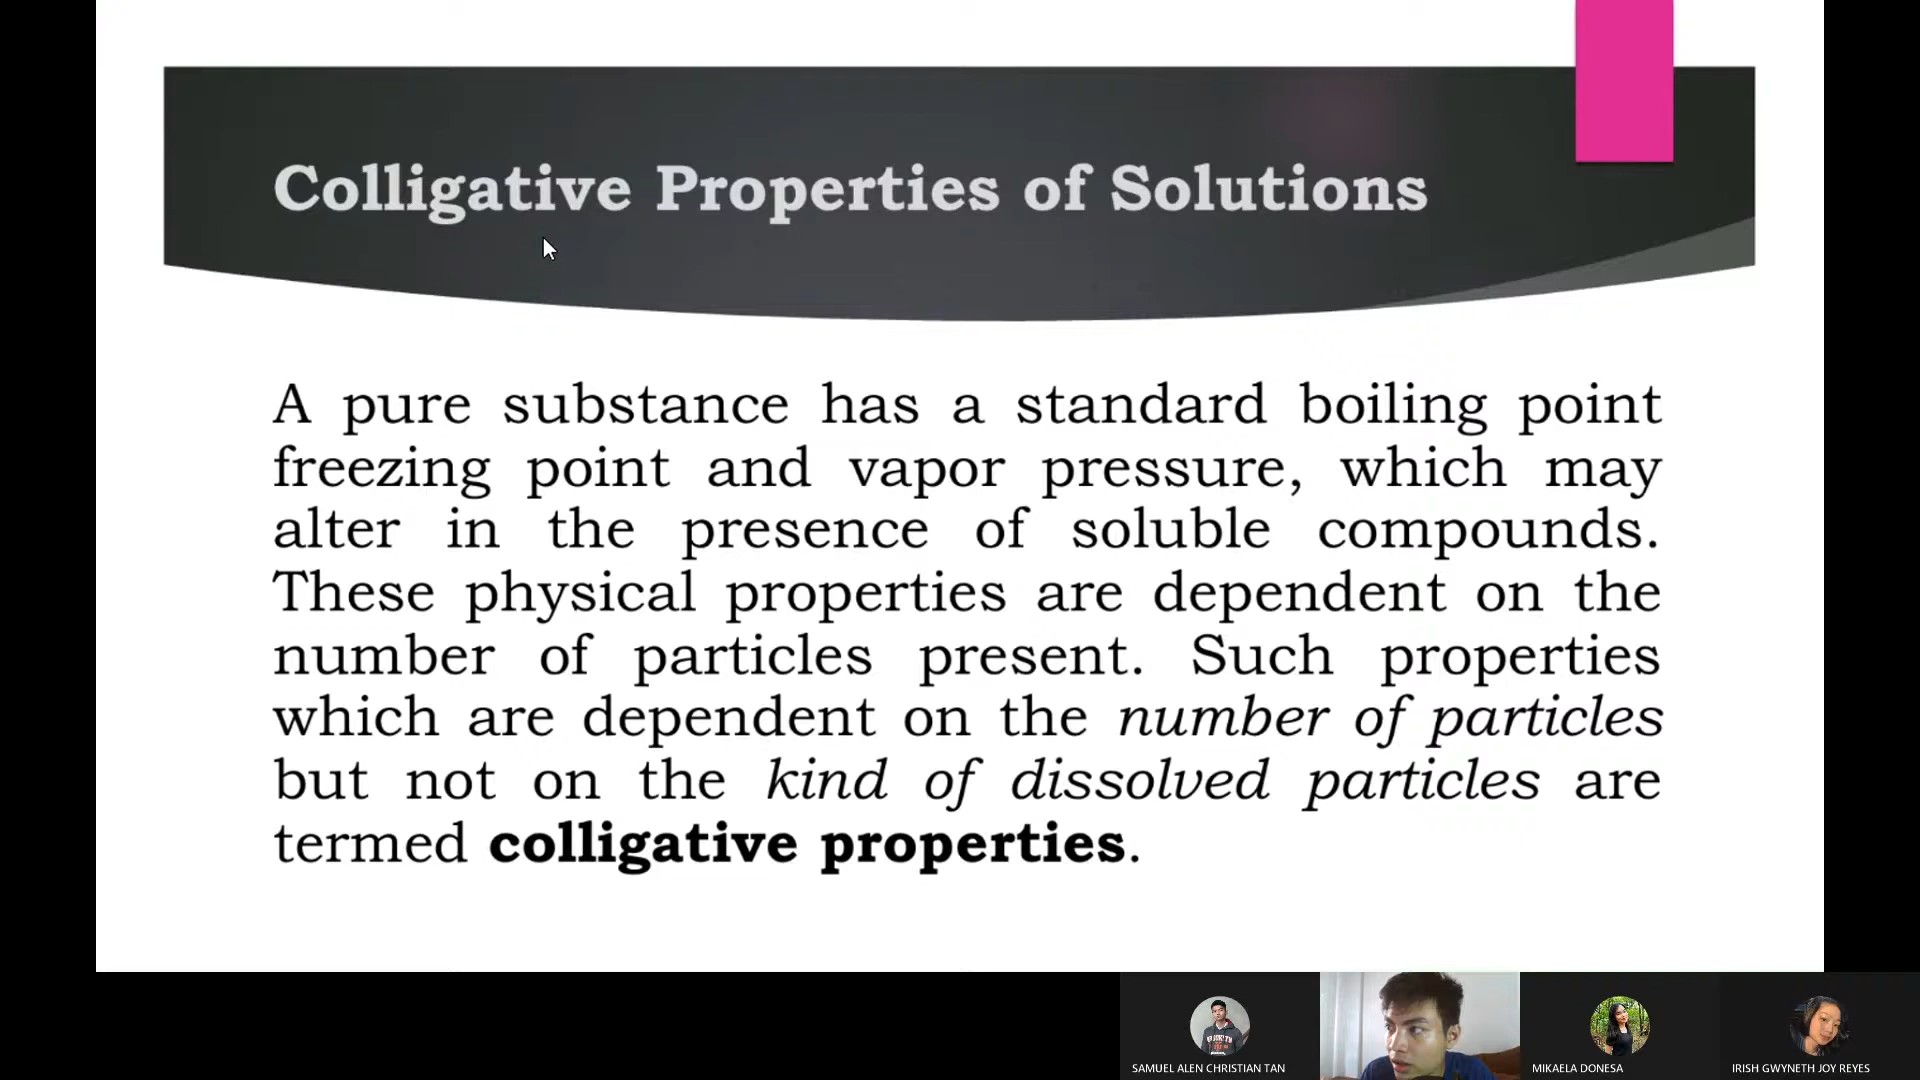 Colligative Properties of Solutions
A pure substance has a standard boiling point
freezing point and vapor pressure, which may
alter in the presence of soluble compounds.
These physical properties are dependent on the
number of particles present. Such properties
which are dependent on the number of particles
but not on the kind of dissolved particles are
termed colligative properties.
SAMUEL ALEN CHRISTIAN TAN
MIKAELA DONESA
IRISH GWYNETH JOY REYES